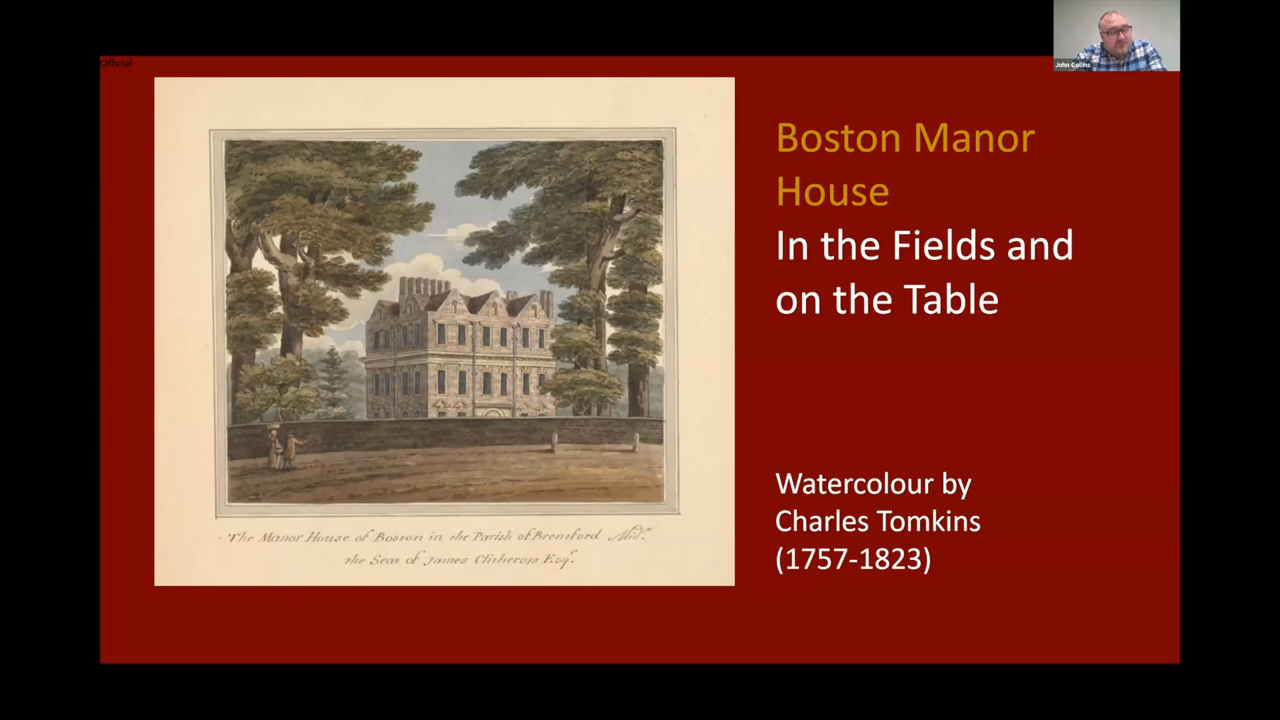 Official
John Collins
Boston Manor
House
In the Fields and
on the Table
Watercolour by
Charles Tomkins
(1757-1823)
The Manor House of Boston in the Parish of Brentford Midx.
the Seat of James Clitherow Esqr.